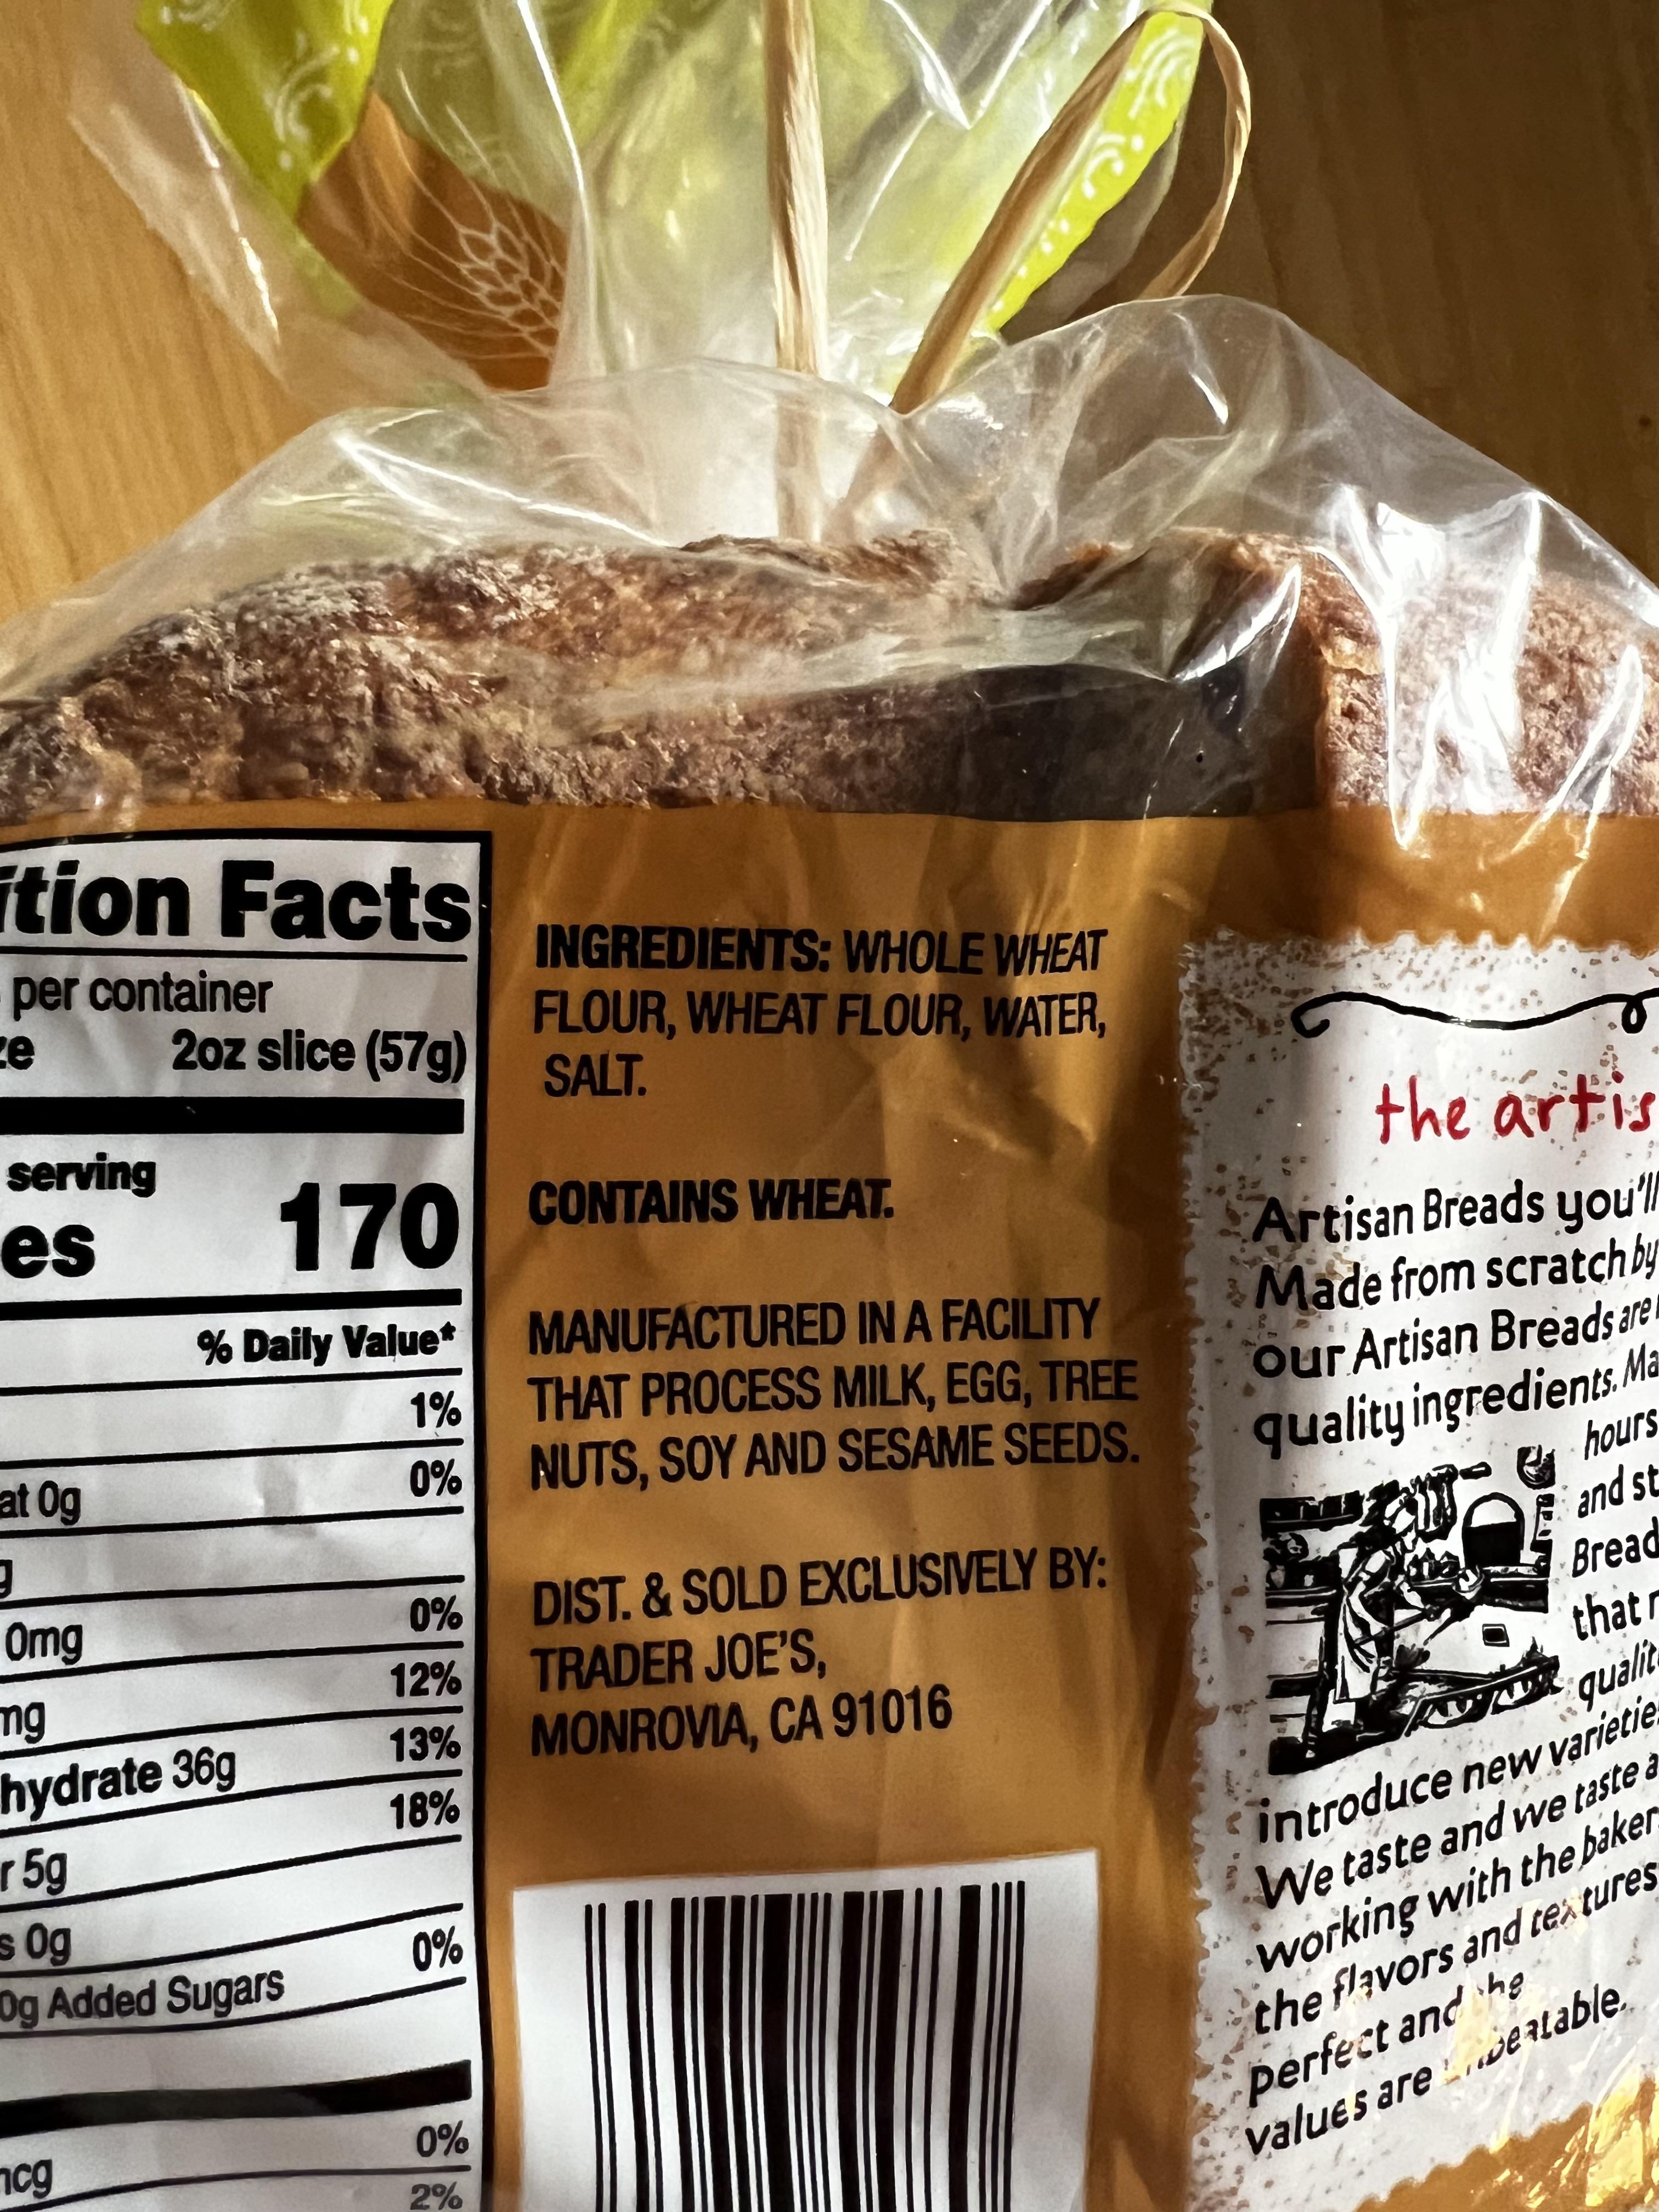 ition Facts
per container
ze 2oz slice (57g)
serving
es 170
% Daily Value*
1%
at 0g 0%
g
0mg 0%
mg 12%
hydrate 36g 13%
r 5g 18%
s 0g
0g Added Sugars 0%
0%
mcg 2%
INGREDIENTS: WHOLE WHEAT
FLOUR, WHEAT FLOUR, WATER,
SALT.
CONTAINS WHEAT.
MANUFACTURED IN A FACILITY
THAT PROCESS MILK, EGG, TREE
NUTS, SOY AND SESAME SEEDS.
DIST. & SOLD EXCLUSIVELY BY:
TRADER JOE'S,
MONROVIA, CA 91016
the artis
Artisan Breads you'll
Made from scratch by
our Artisan Breads are
quality ingredients. Ma
hours
and st
Bread
that
qualit
introduce new varieties
We taste and we taste a
working with the baker
the flavors and textures
perfect and the
values are unbeatable.